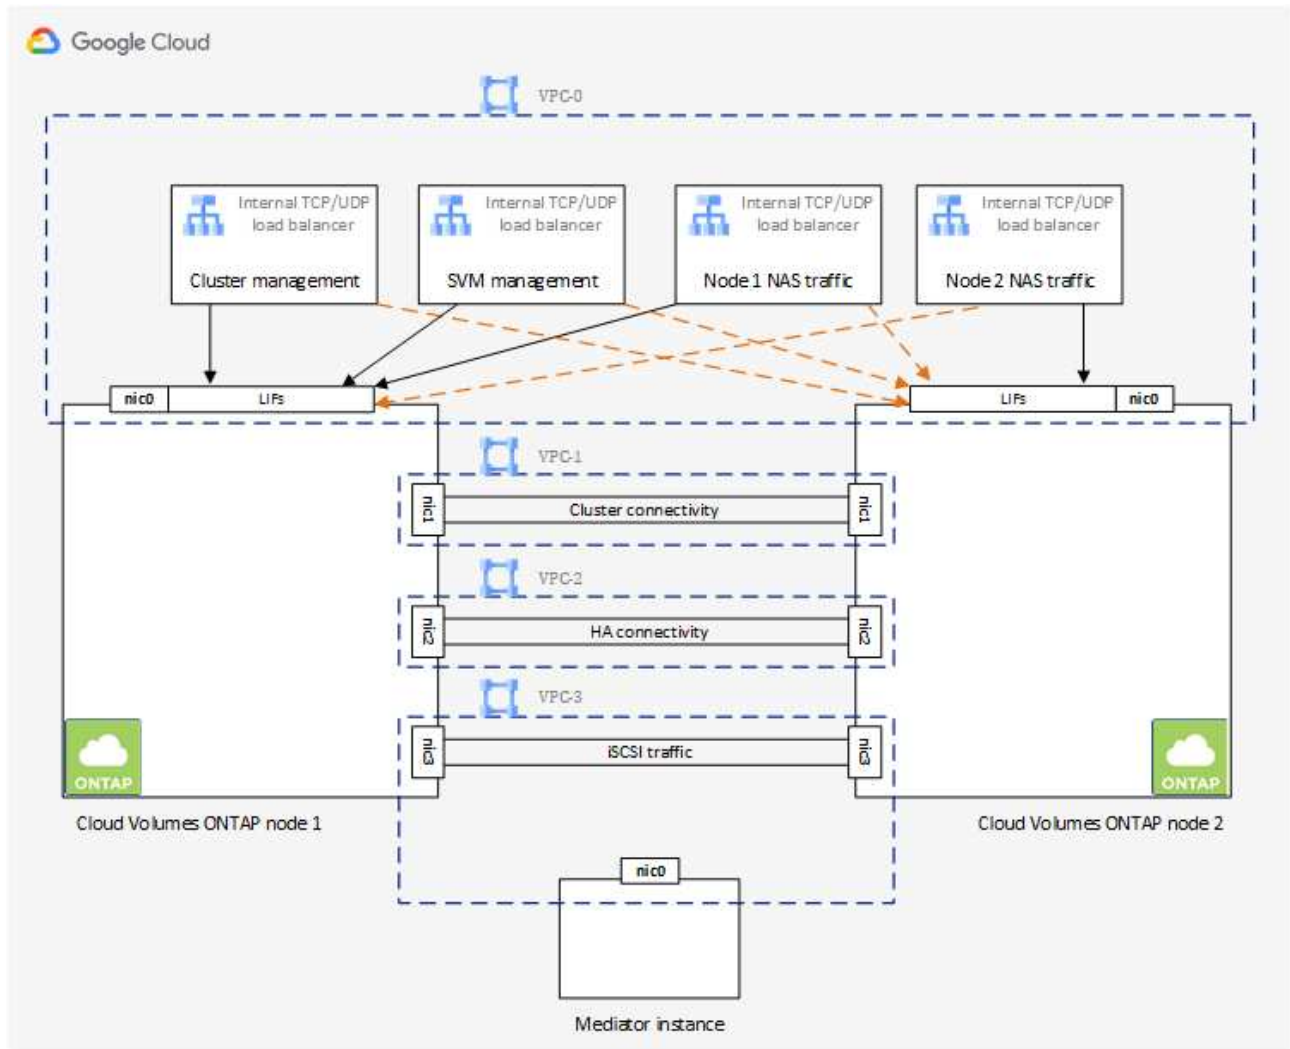 Google Cloud
VPC-0
Internal TCP/UDP
load balancer
Cluster management
Internal TCP/UDP
load balancer
SVM management
Internal TCP/UDP
load balancer
Node 1 NAS traffic
Internal TCP/UDP
load balancer
Node 2 NAS traffic
nic0
LIFs
LIFs
nic0
VPC-1
nic1
Cluster connectivity
nic1
VPC-2
nic2
HA connectivity
nic2
VPC-3
nic3
iSCSI traffic
nic3
ONTAP
ONTAP
Cloud Volumes ONTAP node 1
Cloud Volumes ONTAP node 2
nic0
Mediator instance